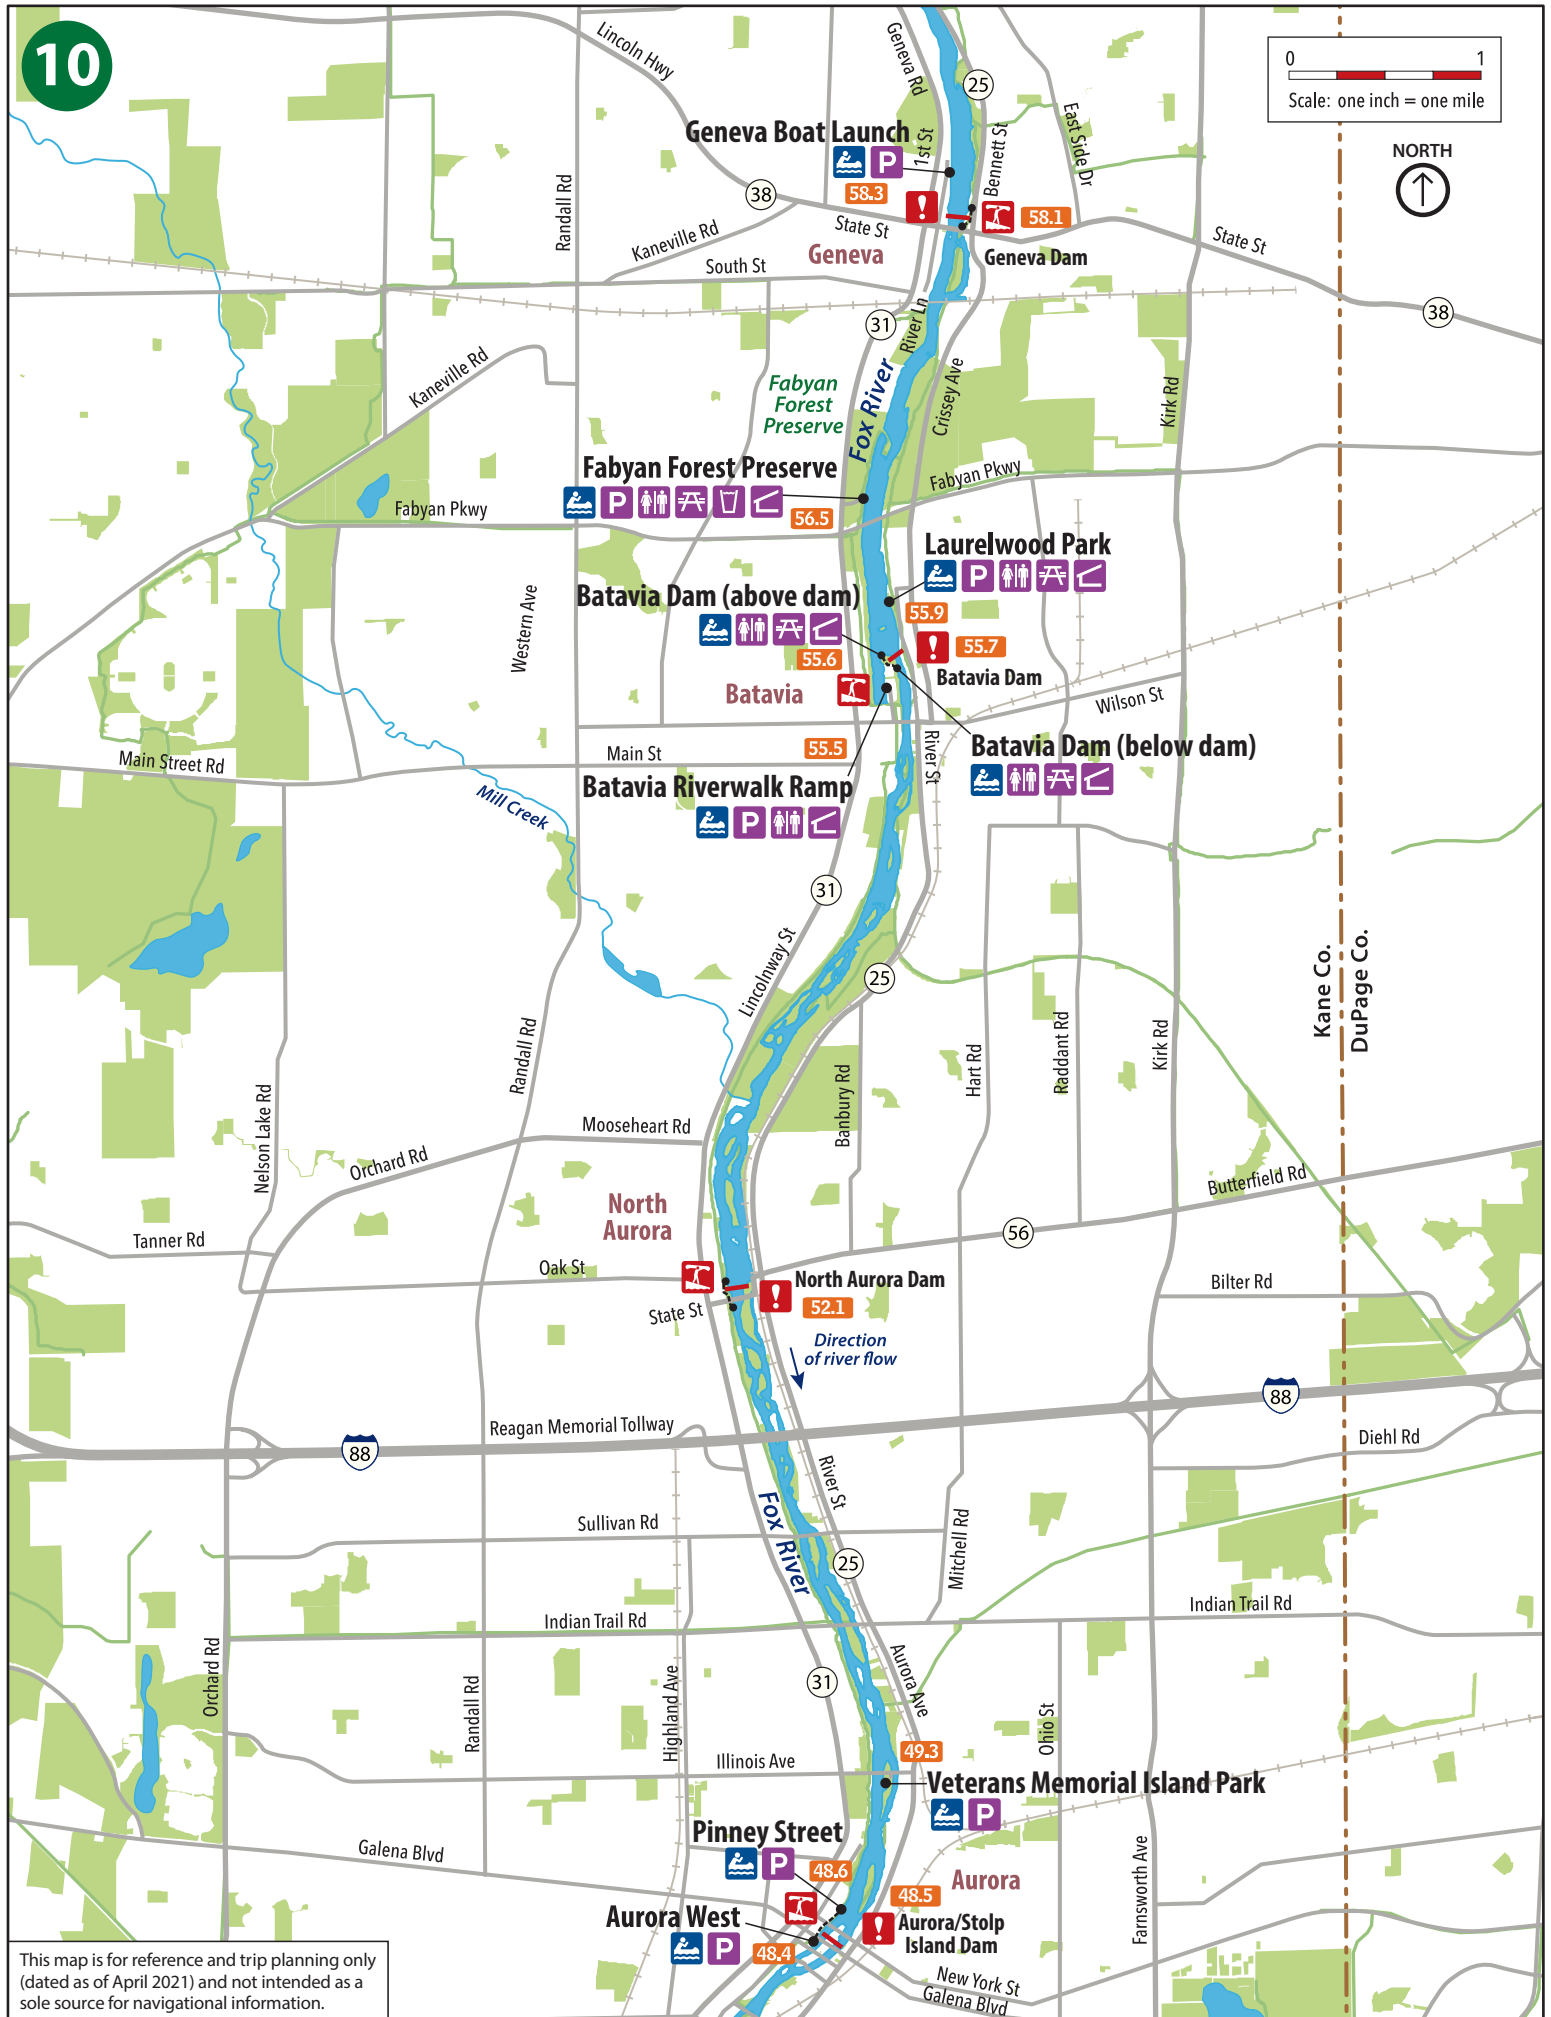 10
Lincoln Hwy
Geneva Rd
25
0 1
Scale: one inch = one mile
NORTH
East Side Dr
Geneva Boat Launch
P
1st St
Bennett St
58.3
!
58.1
38
Randall Rd
State St
State St
Kaneville Rd
Geneva
Geneva Dam
South St
38
31
River Ln
Kaneville Rd
Fabyan
Forest
Preserve
Fox River
Crissey Ave
Kirk Rd
Fabyan Forest Preserve
P
56.5
Fabyan Pkwy
Fabyan Pkwy
Laurelwood Park
P
55.9
Batavia Dam (above dam)
55.6
!
55.7
Batavia Dam
Western Ave
Batavia
Wilson St
Main St
55.5
River St
Batavia Dam (below dam)
Main Street Rd
Batavia Riverwalk Ramp
P
Mill Creek
31
Lincolnway St
25
Kane Co.
DuPage Co.
Randall Rd
Nelson Lake Rd
Banbury Rd
Hart Rd
Raddant Rd
Kirk Rd
Mooseheart Rd
Orchard Rd
Butterfield Rd
North
Aurora
Tanner Rd
56
Oak St
North Aurora Dam
!
52.1
Bilter Rd
State St
Direction
of river flow
88
Reagan Memorial Tollway
88
Diehl Rd
River St
Fox River
Sullivan Rd
25
Mitchell Rd
Indian Trail Rd
Indian Trail Rd
Orchard Rd
Randall Rd
Highland Ave
31
Aurora Ave
Ohio St
49.3
Illinois Ave
Veterans Memorial Island Park
P
Pinney Street
P
48.6
Galena Blvd
48.5
Aurora
Farnsworth Ave
Aurora West
P
48.4
!
Aurora/Stolp
Island Dam
New York St
Galena Blvd
This map is for reference and trip planning only
(dated as of April 2021) and not intended as a
sole source for navigational information.